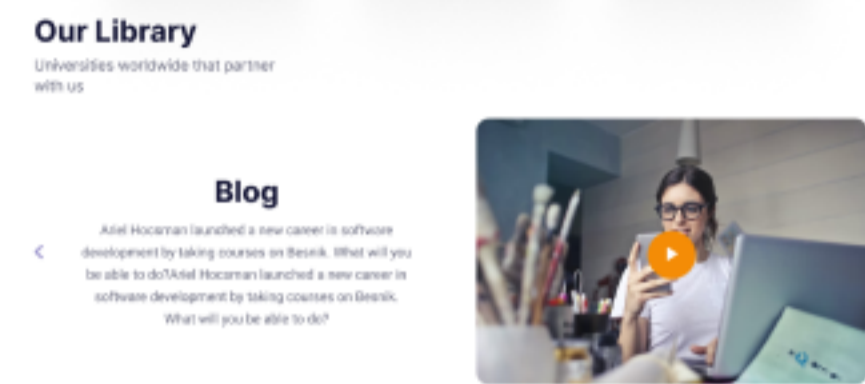 Our Library
Universities worldwide that partner
with us
Blog
Ariel Hocsman launched a new career in software
development by taking courses on Besnik. What will you
be able to do?Ariel Hocsman launched a new career in
software development by taking courses on Besnik.
What will you be able to do?